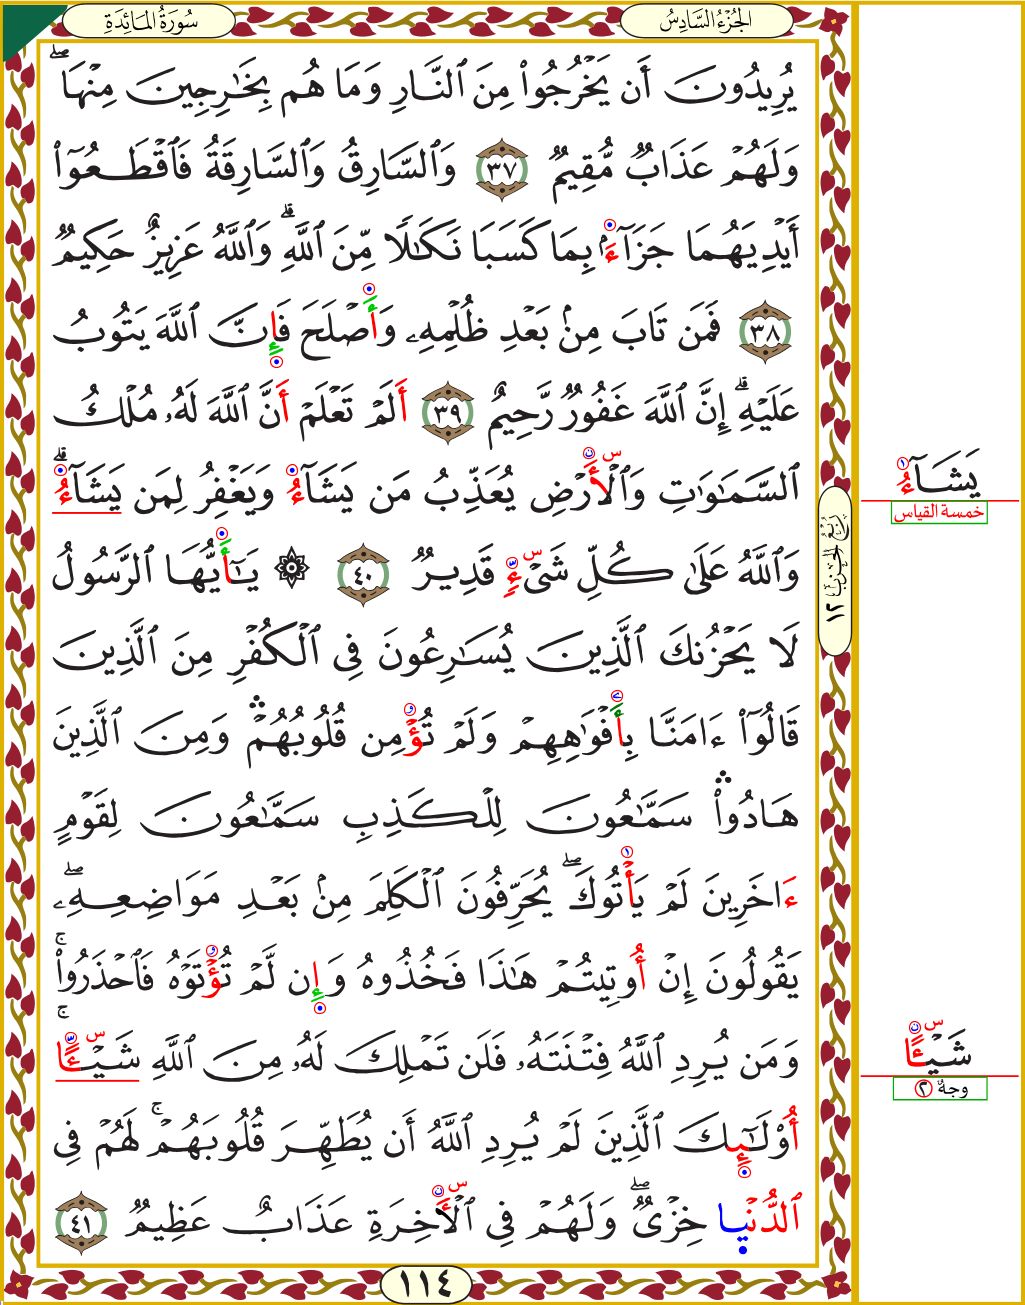 الجُزْءُ السَّادِسُ
سُورَةُ المَائِدَةِ
يُرِيدُونَ أَن يَخْرُجُوا۟ مِنَ ٱلنَّارِ وَمَا هُم بِخَٰرِجِينَ مِنْهَا ۖ
وَلَهُمْ عَذَابٌ مُّقِيمٌ ٣٧ وَٱلسَّارِقُ وَٱلسَّارِقَةُ فَٱقْطَعُوٓا۟
أَيْدِيَهُمَا جَزَآءًۢ بِمَا كَسَبَا نَكَٰلًا مِّنَ ٱللَّهِ ۗ وَٱللَّهُ عَزِيزٌ حَكِيمٌ
٣٨ فَمَن تَابَ مِنۢ بَعْدِ ظُلْمِهِۦ وَأَصْلَحَ فَإِنَّ ٱللَّهَ يَتُوبُ
عَلَيْهِ ۗ إِنَّ ٱللَّهَ غَفُورٌ رَّحِيمٌ ٣٩ أَلَمْ تَعْلَمْ أَنَّ ٱللَّهَ لَهُۥ مُلْكُ
ٱلسَّمَٰوَٰتِ وَٱلْأَرْضِ يُعَذِّبُ مَن يَشَآءُ وَيَغْفِرُ لِمَن يَشَآءُ ۗ
وَٱللَّهُ عَلَىٰ كُلِّ شَىْءٍ قَدِيرٌ ٤٠ ۞ يَٰٓأَيُّهَا ٱلرَّسُولُ
لَا يَحْزُنكَ ٱلَّذِينَ يُسَٰرِعُونَ فِى ٱلْكُفْرِ مِنَ ٱلَّذِينَ
قَالُوٓا۟ ءَامَنَّا بِأَفْوَٰهِهِمْ وَلَمْ تُؤْمِن قُلُوبُهُمْ ۛ وَمِنَ ٱلَّذِينَ
هَادُوا۟ ۛ سَمَّٰعُونَ لِلْكَذِبِ سَمَّٰعُونَ لِقَوْمٍ
ءَاخَرِينَ لَمْ يَأْتُوكَ ۖ يُحَرِّفُونَ ٱلْكَلِمَ مِنۢ بَعْدِ مَوَاضِعِهِۦ ۖ
يَقُولُونَ إِنْ أُوتِيتُمْ هَٰذَا فَخُذُوهُ وَإِن لَّمْ تُؤْتَوْهُ فَٱحْذَرُوا۟ ۚ
وَمَن يُرِدِ ٱللَّهُ فِتْنَتَهُۥ فَلَن تَمْلِكَ لَهُۥ مِنَ ٱللَّهِ شَيْـًٔا ۚ
أُو۟لَٰٓئِكَ ٱلَّذِينَ لَمْ يُرِدِ ٱللَّهُ أَن يُطَهِّرَ قُلُوبَهُمْ ۚ لَهُمْ فِى
ٱلدُّنْيَا خِزْىٌ ۖ وَلَهُمْ فِى ٱلْءَاخِرَةِ عَذَابٌ عَظِيمٌ ٤١
١١٤
رُبْعُ الحِزْبِ ١٢
يَشَآءُ
خمسة القياس
شَيْـًٔا
وجهٌ ٢